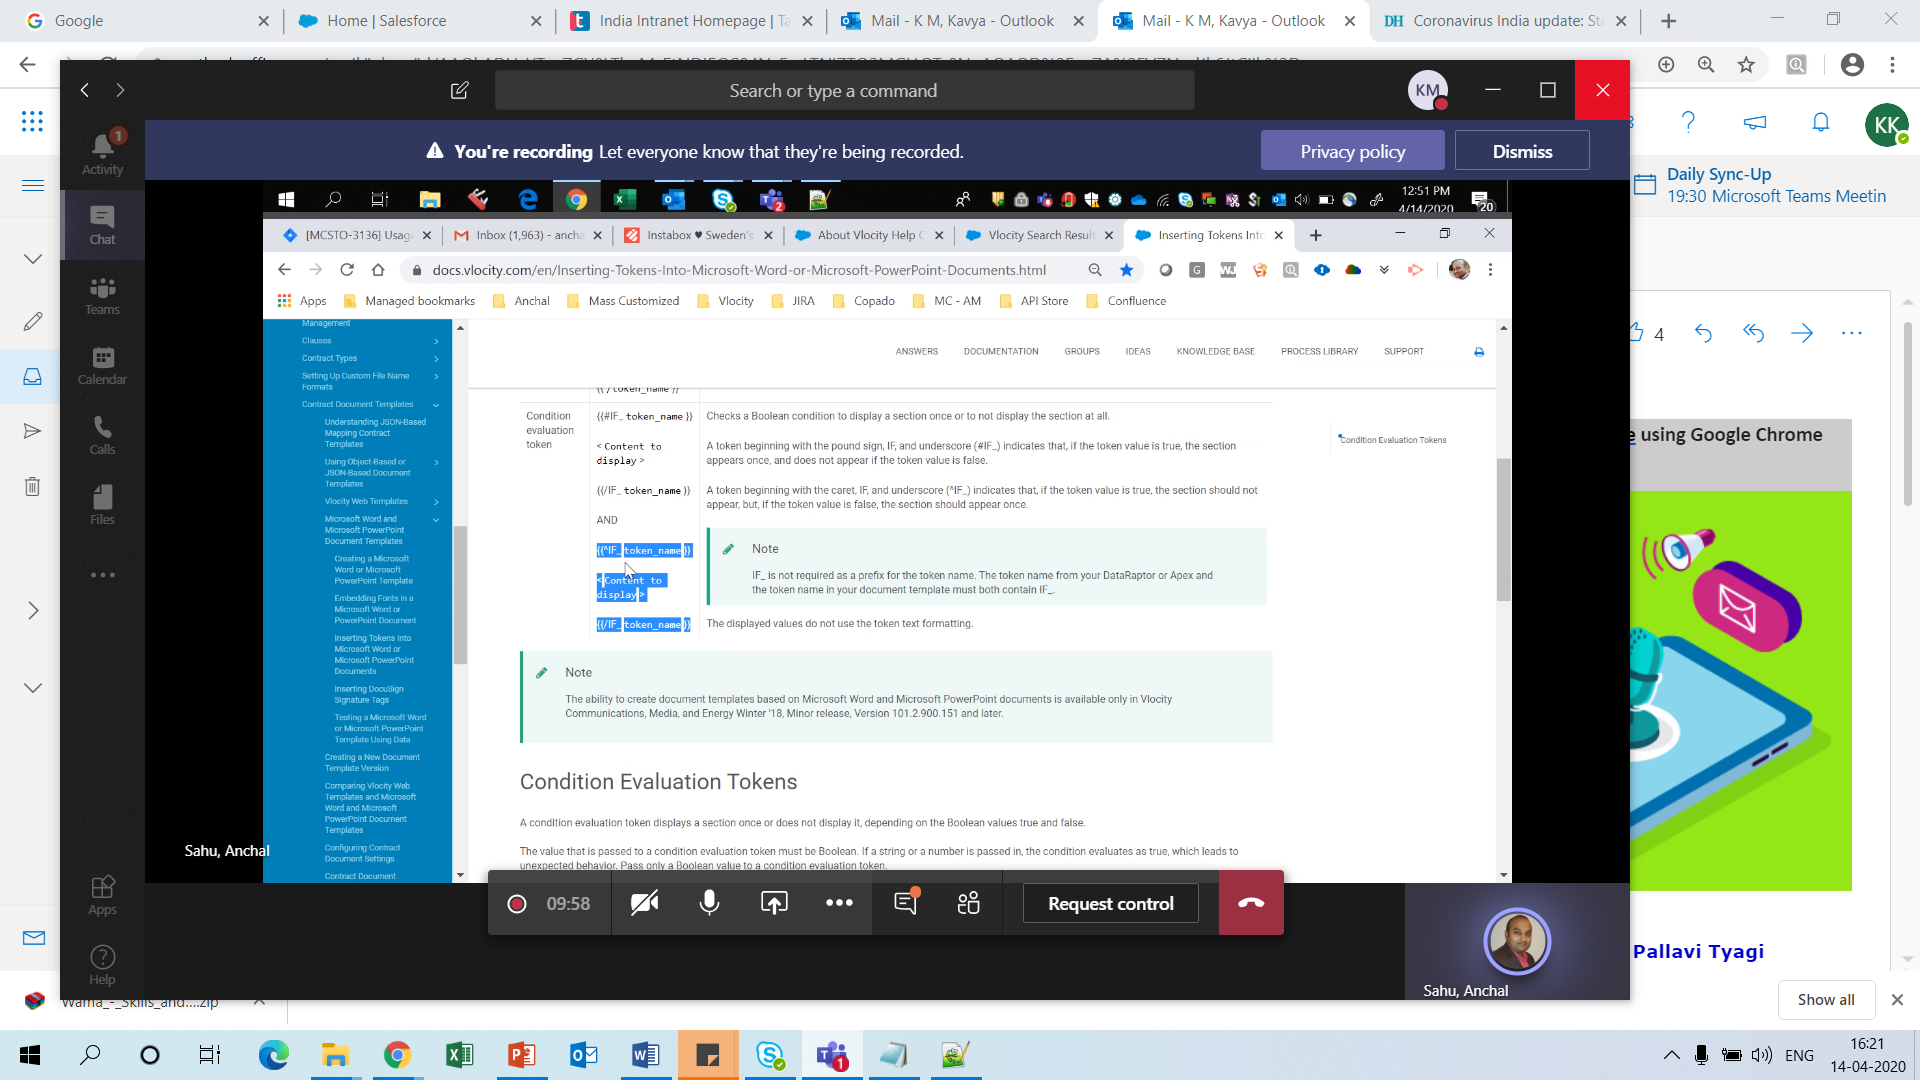 Google
Home | Salesforce
India Intranet Homepage | Ta
Mail - K M, Kavya - Outlook
Mail - K M, Kavya - Outlook
DH Coronavirus India update: Sta
Search or type a command
KM
KK
1
Activity
Chat
Teams
Calendar
Calls
Files
Apps
Help
You're recording Let everyone know that they're being recorded.
Privacy policy
Dismiss
Daily Sync-Up
19:30 Microsoft Teams Meetin
12:51 PM
4/14/2020
20
[MCSTO-3136] Usag
Inbox (1,963) - ancha
Instabox ♥ Sweden's
About Vlocity Help C
Vlocity Search Result
Inserting Tokens Into
docs.vlocity.com/en/Inserting-Tokens-Into-Microsoft-Word-or-Microsoft-PowerPoint-Documents.html
Apps
Managed bookmarks
Anchal
Mass Customized
Vlocity
JIRA
Copado
MC - AM
API Store
Confluence
Management
Clauses
Contract Types
Setting Up Custom File Name
Formats
Contract Document Templates
Understanding JSON-Based
Mapping Contract
Templates
Using Object-Based or
JSON-Based Document
Templates
Vlocity Web Templates
Microsoft Word and
Microsoft PowerPoint
Document Templates
Creating a Microsoft
Word or Microsoft
PowerPoint Template
Embedding Fonts in a
Microsoft Word or
PowerPoint Document
Inserting Tokens Into
Microsoft Word or
Microsoft PowerPoint
Documents
Inserting DocuSign
Signature Tags
Testing a Microsoft Word
or Microsoft PowerPoint
Template Using Data
Creating a New Document
Template Version
Comparing Vlocity Web
Templates and Microsoft
Word and Microsoft
PowerPoint Document
Templates
Configuring Contract
Document Settings
Contract Document
ANSWERS
DOCUMENTATION
GROUPS
IDEAS
KNOWLEDGE BASE
PROCESS LIBRARY
SUPPORT
{{/token_name}}
Condition
evaluation
token
{{#IF_token_name}}
<Content to
display>
{{/IF_token_name}}
AND
{{^IF_token_name}}
<Content to
display>
{{/IF_token_name}}
Checks a Boolean condition to display a section once or to not display the section at all.
A token beginning with the pound sign, IF, and underscore (#IF_) indicates that, if the token value is true, the section
appears once, and does not appear if the token value is false.
A token beginning with the caret, IF, and underscore (^IF_) indicates that, if the token value is true, the section should not
appear, but, if the token value is false, the section should appear once.
Note
IF_ is not required as a prefix for the token name. The token name from your DataRaptor or Apex and
the token name in your document template must both contain IF_.
The displayed values do not use the token text formatting.
Condition Evaluation Tokens
Note
The ability to create document templates based on Microsoft Word and Microsoft PowerPoint documents is available only in Vlocity
Communications, Media, and Energy Winter '18, Minor release, Version 101.2.900.151 and later.
Condition Evaluation Tokens
A condition evaluation token displays a section once or does not display it, depending on the Boolean values true and false.
The value that is passed to a condition evaluation token must be Boolean. If a string or a number is passed in, the condition evaluates as true, which leads to
unexpected behavior. Pass only a Boolean value to a condition evaluation token.
Sahu, Anchal
09:58
Request control
Sahu, Anchal
4
e using Google Chrome
Pallavi Tyagi
Wama_-_Skills_and....zip
Show all
ENG
16:21
14-04-2020